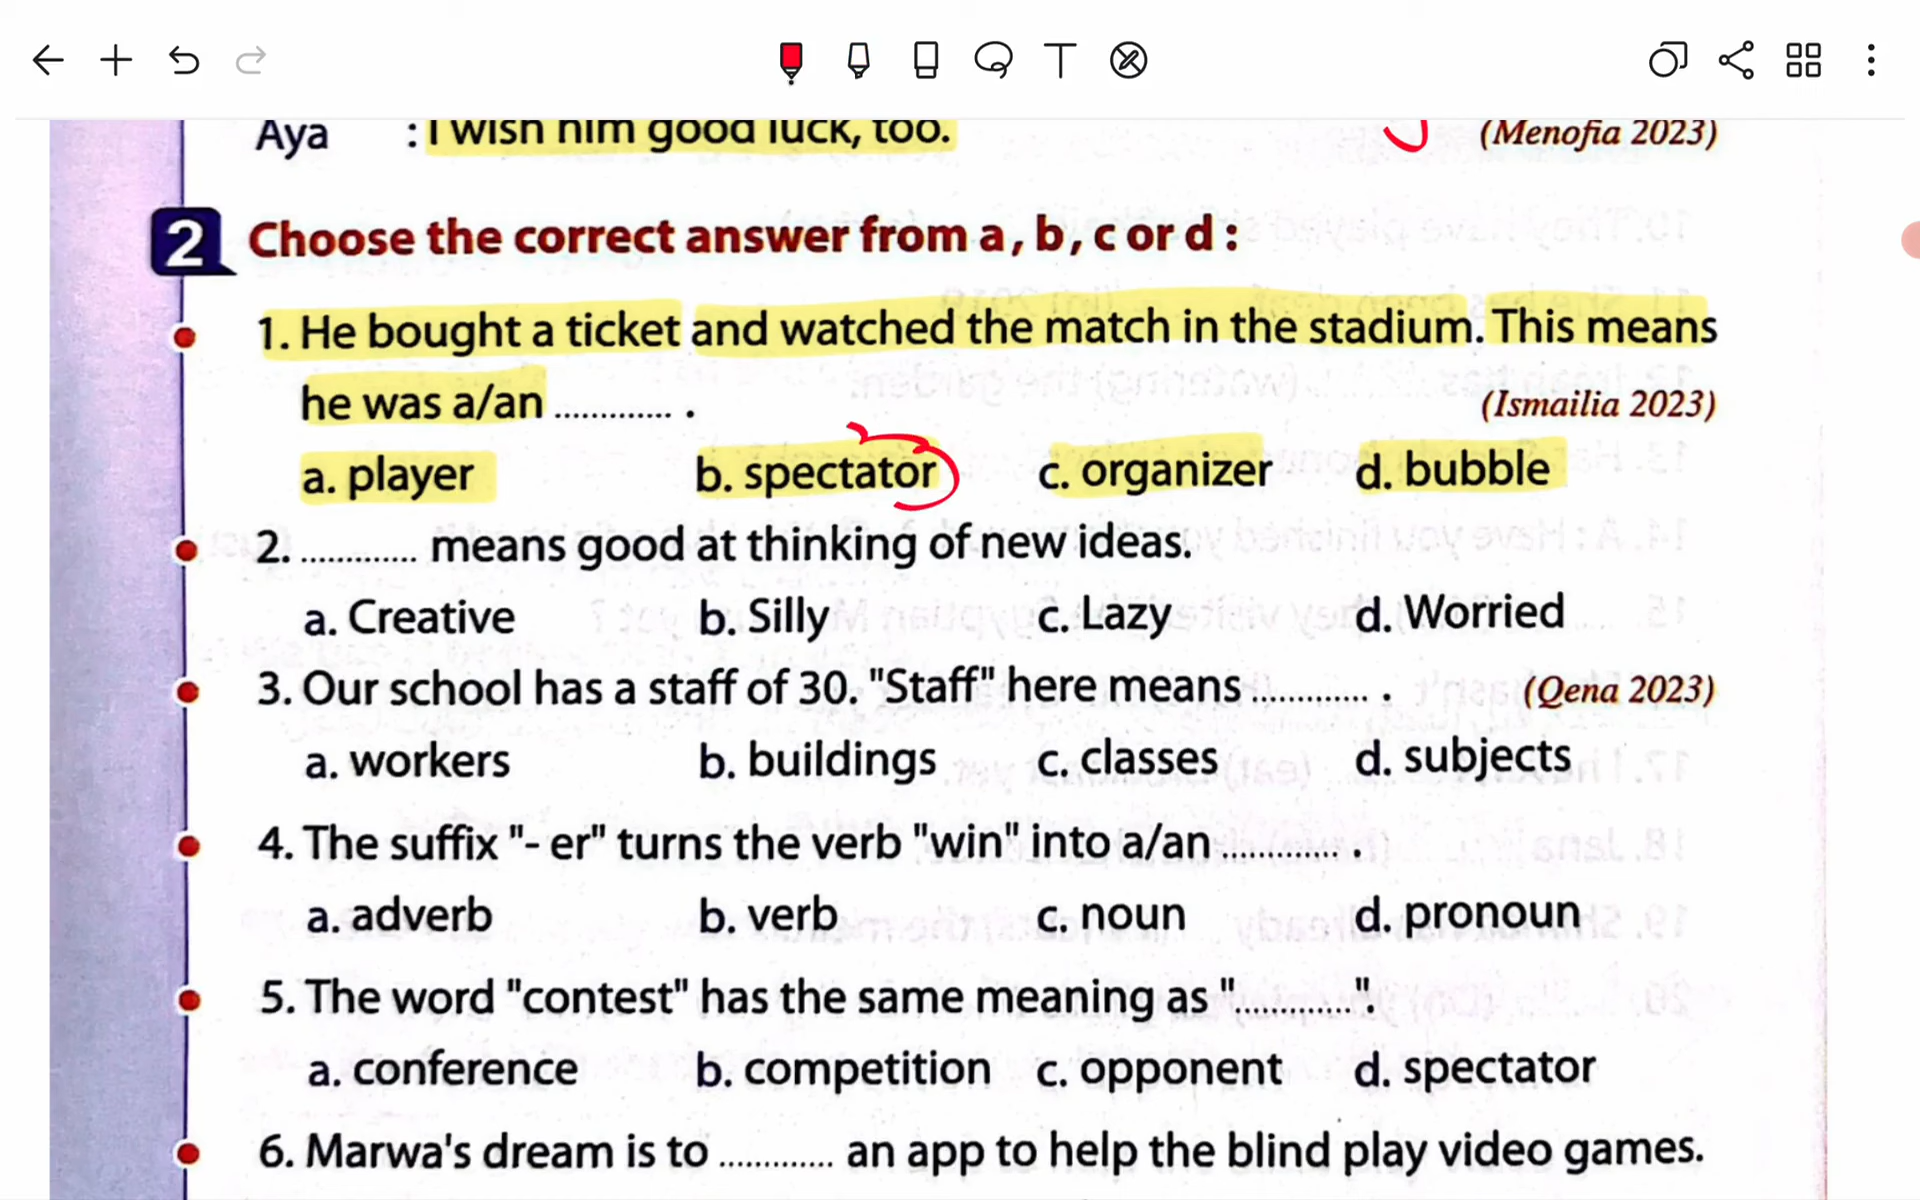 Aya : I wish him good luck, too. (Menofia 2023)
2 Choose the correct answer from a, b, c or d :
1. He bought a ticket and watched the match in the stadium. This means
he was a/an ............. . (Ismailia 2023)
a. player b. spectator c. organizer d. bubble
2. ............. means good at thinking of new ideas.
a. Creative b. Silly c. Lazy d. Worried
3. Our school has a staff of 30. "Staff" here means ............. . (Qena 2023)
a. workers b. buildings c. classes d. subjects
4. The suffix "- er" turns the verb "win" into a/an ............. .
a. adverb b. verb c. noun d. pronoun
5. The word "contest" has the same meaning as ".............".
a. conference b. competition c. opponent d. spectator
6. Marwa's dream is to ............. an app to help the blind play video games.